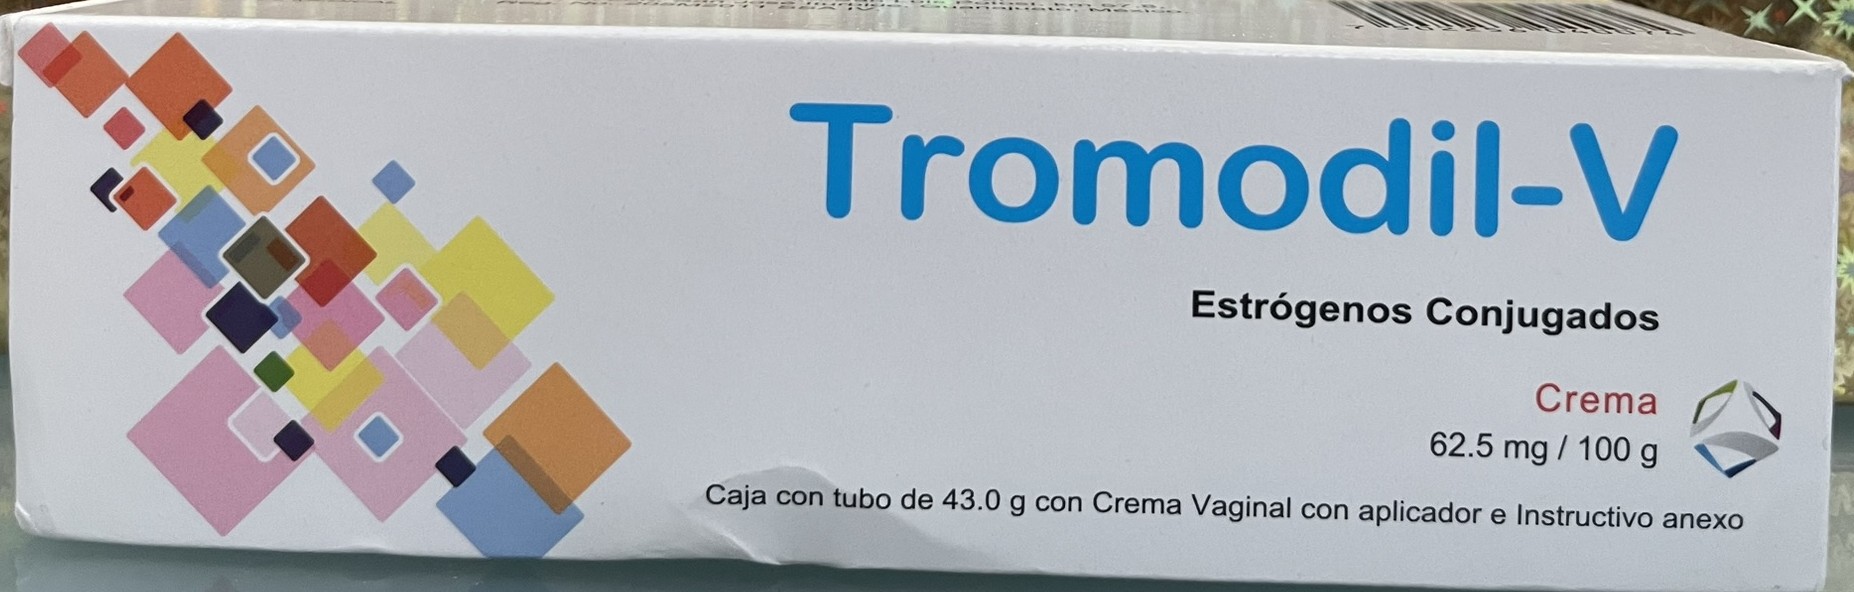 Tromodil-V
Estrógenos Conjugados
Crema
62.5 mg / 100 g
Caja con tubo de 43.0 g con Crema Vaginal con aplicador e Instructivo anexo